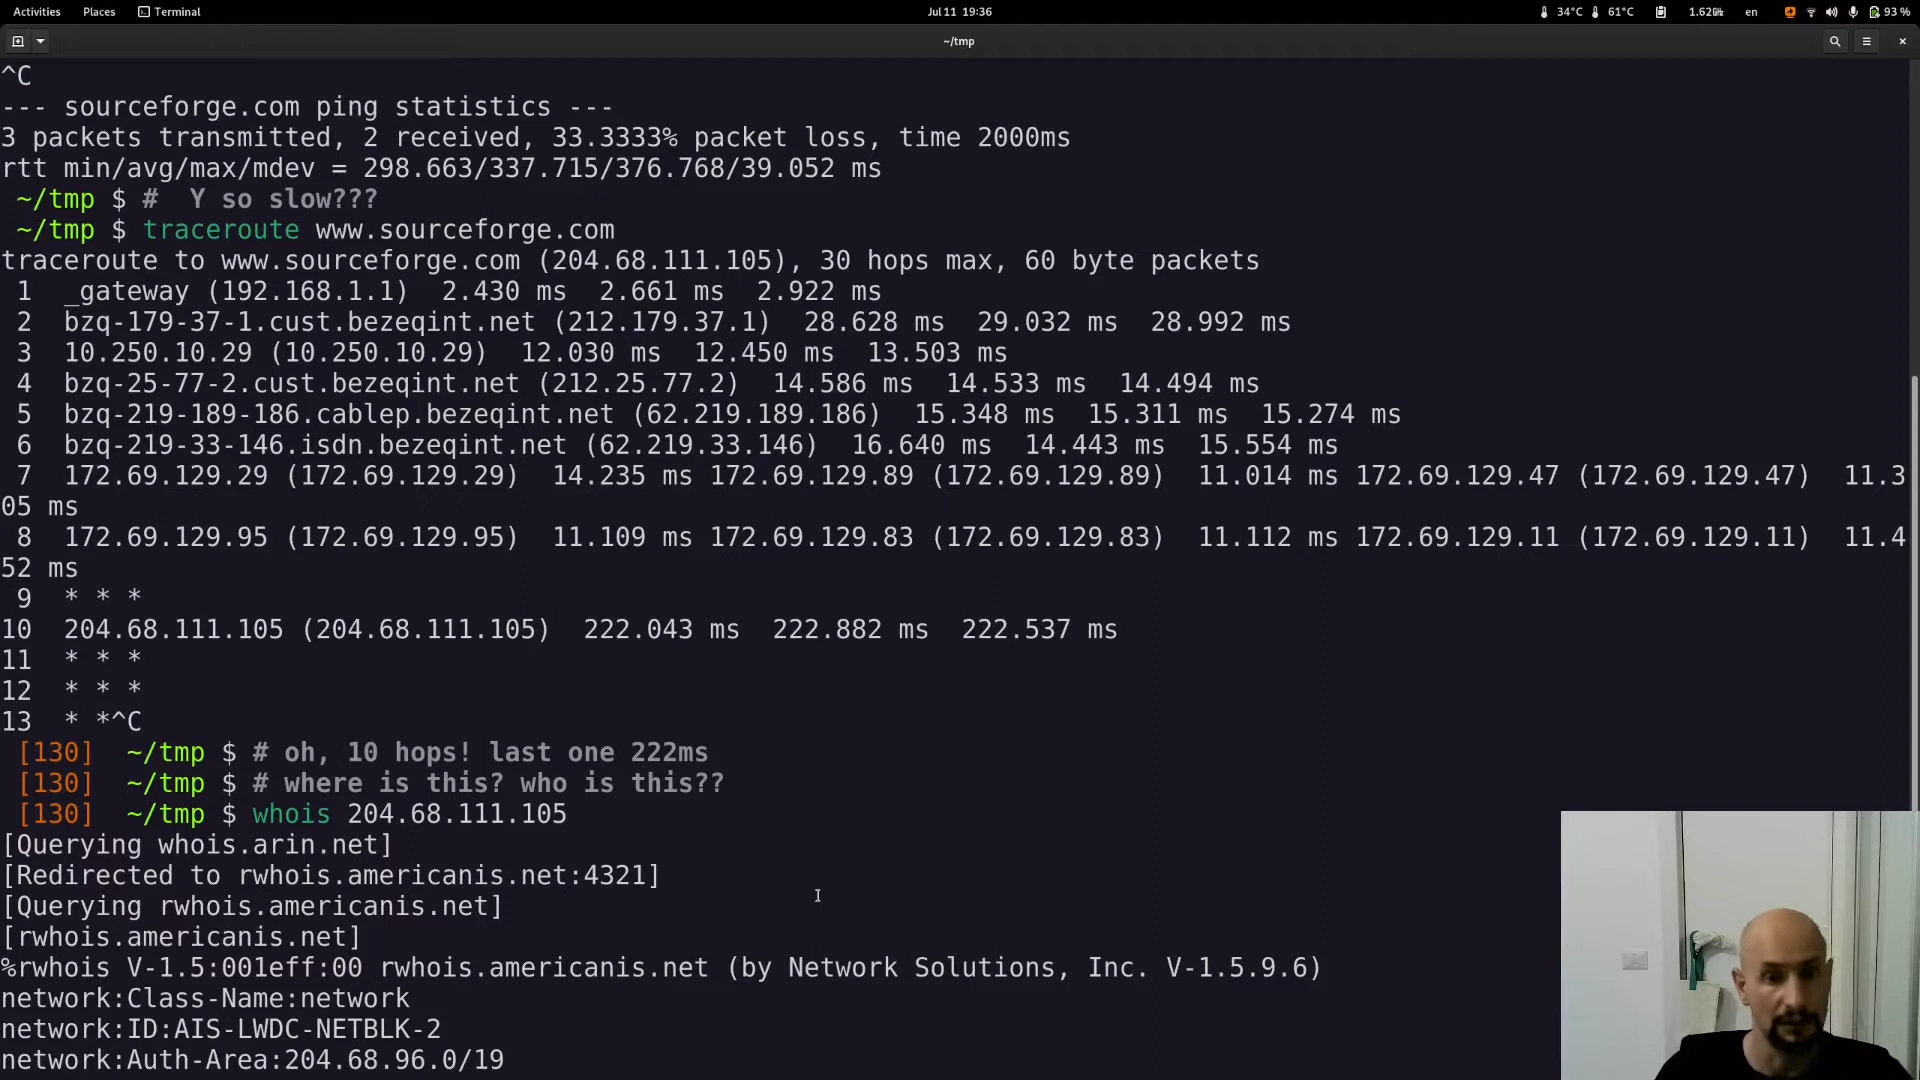 Activities Places Terminal Jul 11 19:36 34°C 61°C en 93 %
~/tmp
^C
--- sourceforge.com ping statistics ---
3 packets transmitted, 2 received, 33.3333% packet loss, time 2000ms
rtt min/avg/max/mdev = 298.663/337.715/376.768/39.052 ms
~/tmp $ #  Y so slow???
~/tmp $ traceroute www.sourceforge.com
traceroute to www.sourceforge.com (204.68.111.105), 30 hops max, 60 byte packets
1  _gateway (192.168.1.1)  2.430 ms  2.661 ms  2.922 ms
2  bzq-179-37-1.cust.bezeqint.net (212.179.37.1)  28.628 ms  29.032 ms  28.992 ms
3  10.250.10.29 (10.250.10.29)  12.030 ms  12.450 ms  13.503 ms
4  bzq-25-77-2.cust.bezeqint.net (212.25.77.2)  14.586 ms  14.533 ms  14.494 ms
5  bzq-219-189-186.cablep.bezeqint.net (62.219.189.186)  15.348 ms  15.311 ms  15.274 ms
6  bzq-219-33-146.isdn.bezeqint.net (62.219.33.146)  16.640 ms  14.443 ms  15.554 ms
7  172.69.129.29 (172.69.129.29)  14.235 ms 172.69.129.89 (172.69.129.89)  11.014 ms 172.69.129.47 (172.69.129.47)  11.3
05 ms
8  172.69.129.95 (172.69.129.95)  11.109 ms 172.69.129.83 (172.69.129.83)  11.112 ms 172.69.129.11 (172.69.129.11)  11.4
52 ms
9  * * *
10  204.68.111.105 (204.68.111.105)  222.043 ms  222.882 ms  222.537 ms
11  * * *
12  * * *
13  * *^C
[130]  ~/tmp $ # oh, 10 hops! last one 222ms
[130]  ~/tmp $ # where is this? who is this??
[130]  ~/tmp $ whois 204.68.111.105
[Querying whois.arin.net]
[Redirected to rwhois.americanis.net:4321]
[Querying rwhois.americanis.net]
[rwhois.americanis.net]
%rwhois V-1.5:001eff:00 rwhois.americanis.net (by Network Solutions, Inc. V-1.5.9.6)
network:Class-Name:network
network:ID:AIS-LWDC-NETBLK-2
network:Auth-Area:204.68.96.0/19